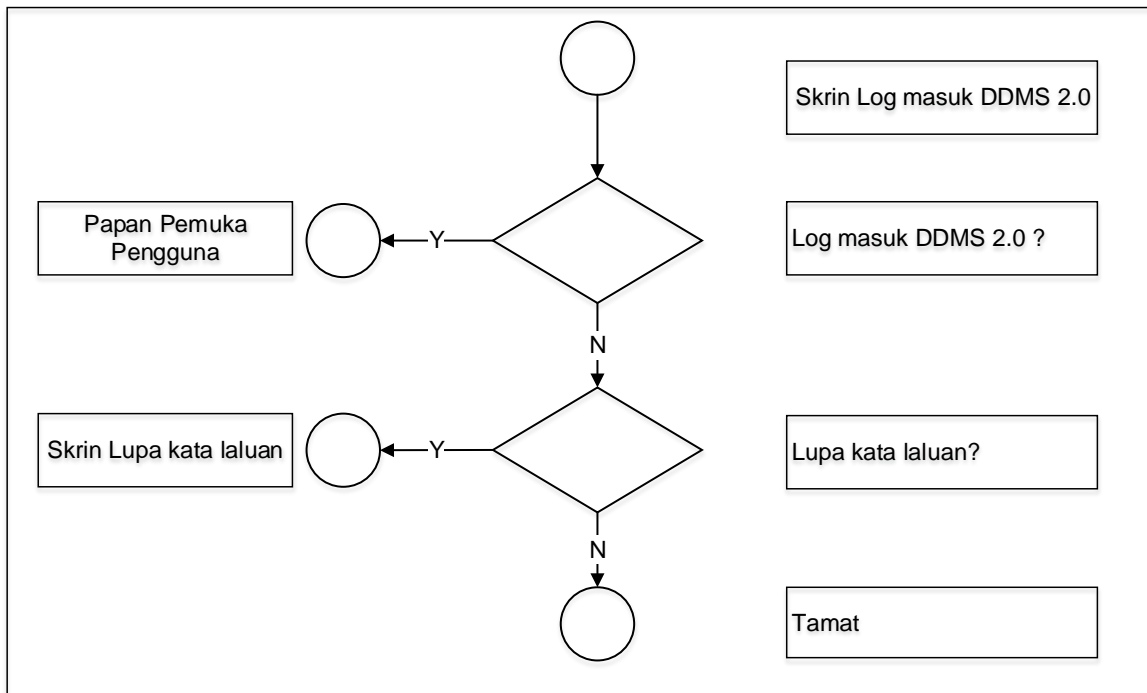 Skrin Log masuk DDMS 2.0
Papan Pemuka
Pengguna
Y
Log masuk DDMS 2.0 ?
N
Skrin Lupa kata laluan
Y
Lupa kata laluan?
N
Tamat